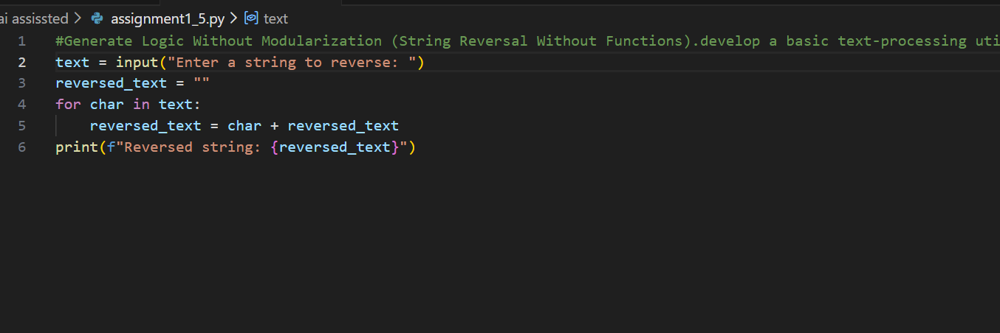 ai assissted > assignment1_5.py > text
1 #Generate Logic Without Modularization (String Reversal Without Functions).develop a basic text-processing uti
2 text = input("Enter a string to reverse: ")
3 reversed_text = ""
4 for char in text:
5     reversed_text = char + reversed_text
6 print(f"Reversed string: {reversed_text}")